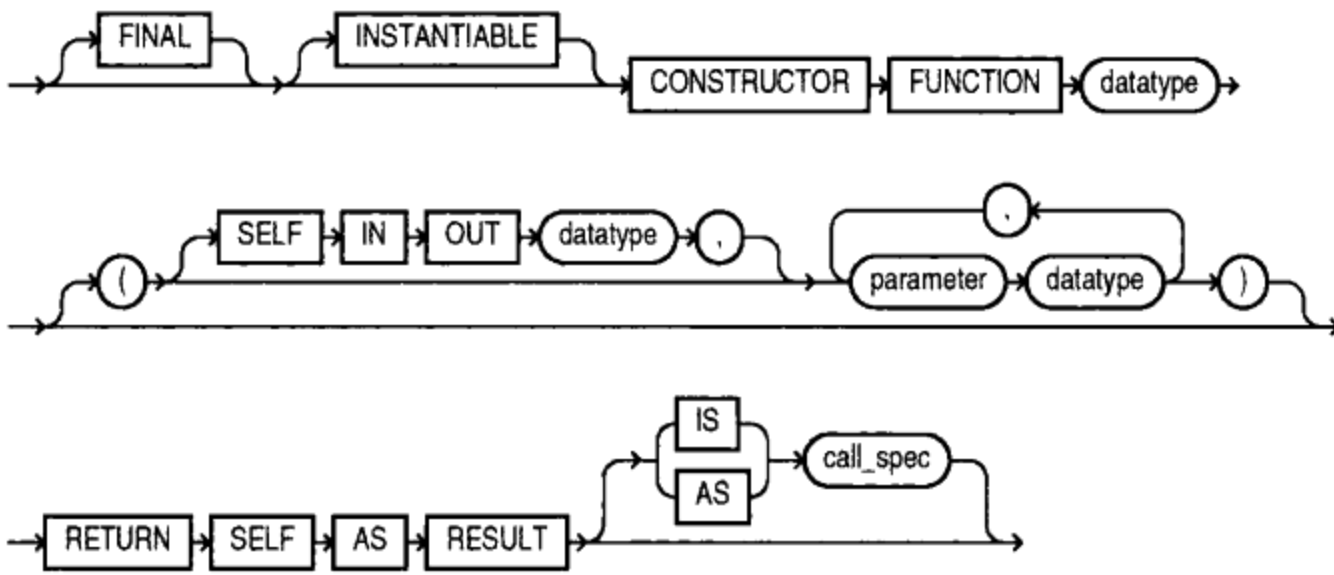 FINAL INSTANTIABLE
CONSTRUCTOR FUNCTION datatype
SELF IN OUT datatype , ,
( parameter datatype )
IS
call_spec
AS
RETURN SELF AS RESULT